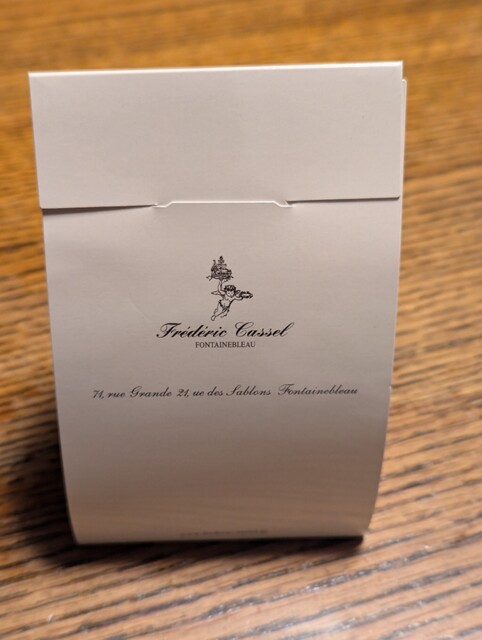 Frédéric Cassel
FONTAINEBLEAU
71, rue Grande 21, ue des Sablons Fontainebleau